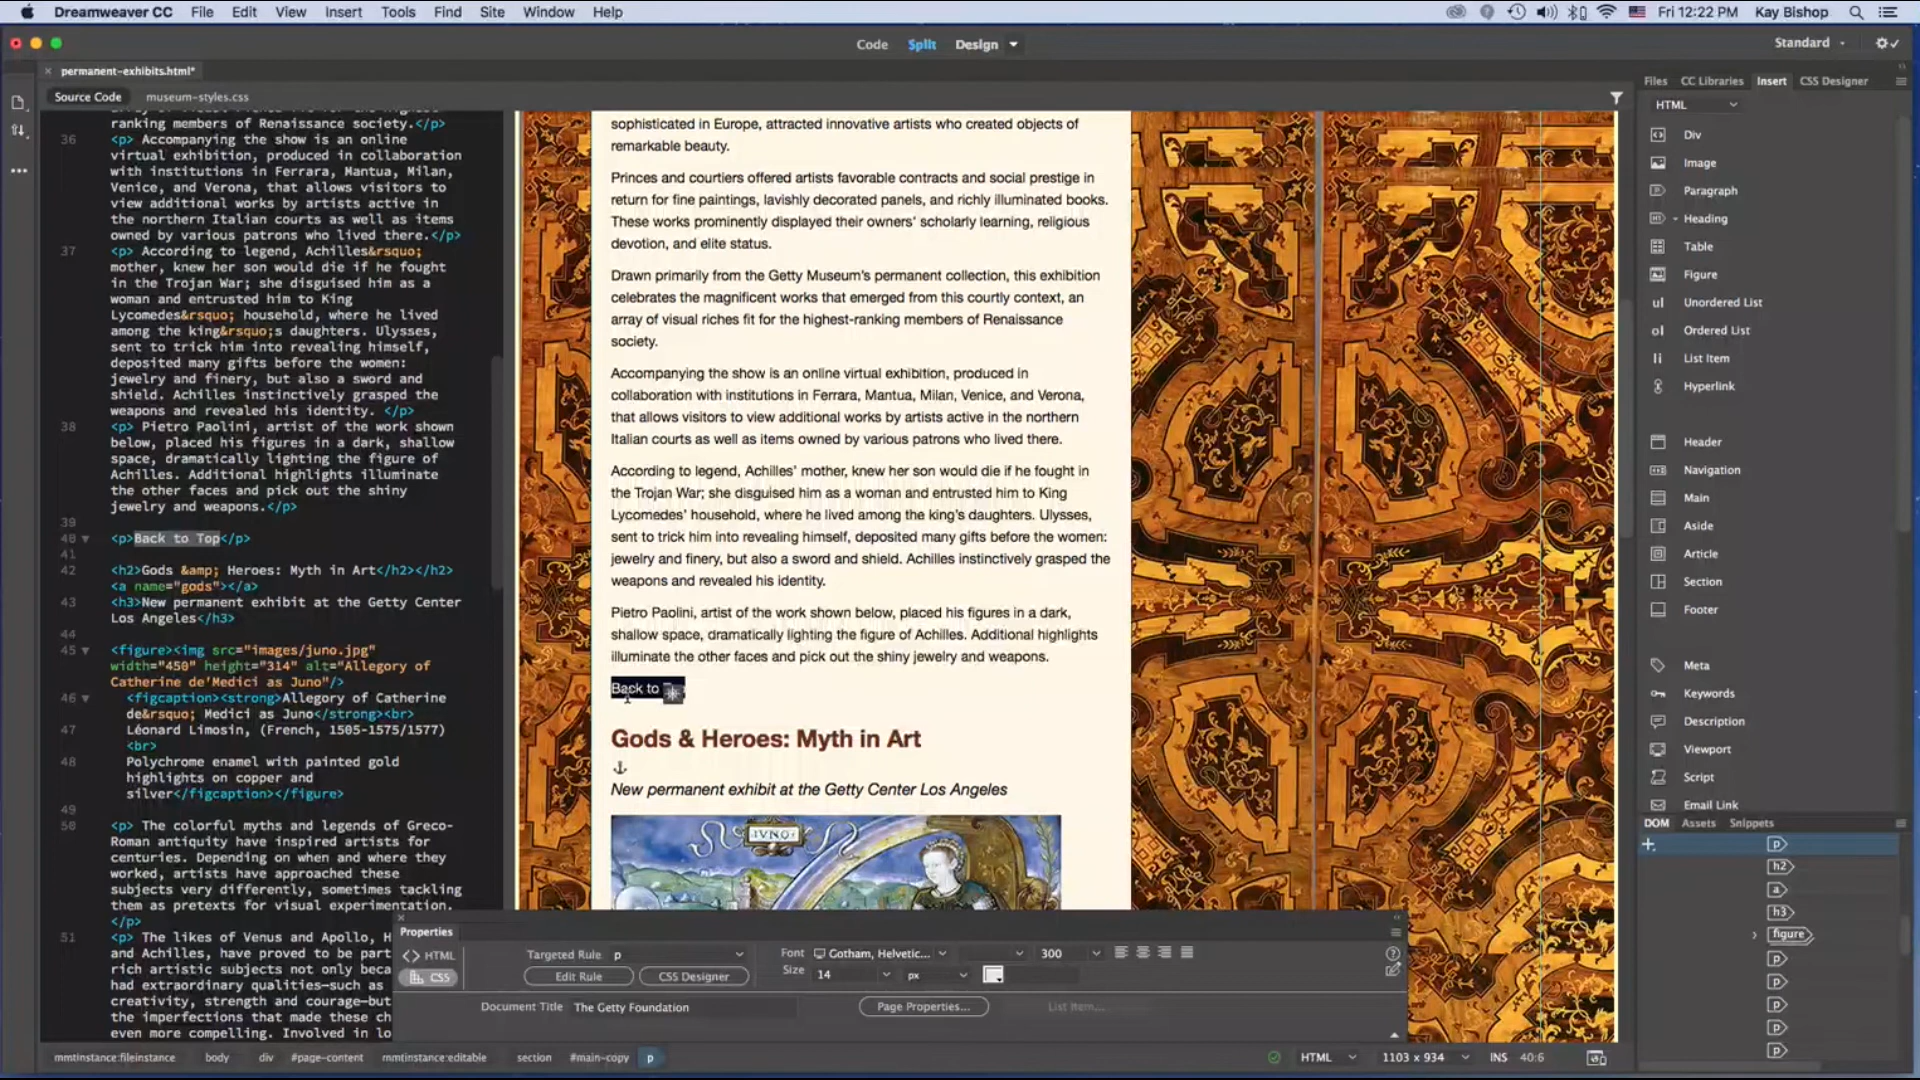 Dreamweaver CC File Edit View Insert Format Tools Find Site Window Help
Fri 12:22 PM Kay Bishop
Code Split Design
Standard
permanent-exhibits.html*
Source Code museum-styles.css
Files CC Libraries Insert CSS Designer
HTML
Div
Image
Paragraph
Heading
Table
Figure
ul Unordered List
ol Ordered List
li List Item
Hyperlink
Header
Navigation
Main
Aside
Article
Section
Footer
Meta
Keywords
Description
Viewport
Script
Email Link
ranking members of Renaissance society.</p>
36 <p> Accompanying the show is an online
virtual exhibition, produced in collaboration
with institutions in Ferrara, Mantua, Milan,
Venice, and Verona, that allows visitors to
view additional works by artists active in
the northern Italian courts as well as items
owned by various patrons who lived there.</p>
37 <p> According to legend, Achilles&rsquo;
mother, knew her son would die if he fought
in the Trojan War; she disguised him as a
woman and entrusted him to King
Lycomedes&rsquo; household, where he lived
among the king&rsquo;s daughters. Ulysses,
sent to trick him into revealing himself,
deposited many gifts before the women:
jewelry and finery, but also a sword and
shield. Achilles instinctively grasped the
weapons and revealed his identity. </p>
38 <p> Pietro Paolini, artist of the work shown
below, placed his figures in a dark, shallow
space, dramatically lighting the figure of
Achilles. Additional highlights illuminate
the other faces and pick out the shiny
jewelry and weapons.</p>
39
40 <p>Back to Top</p>
41
42 <h2>Gods &amp; Heroes: Myth in Art</h2></h2>
<a name="gods"></a>
43 <h3>New permanent exhibit at the Getty Center
Los Angeles</h3>
44
45 <figure><img src="images/juno.jpg"
width="450" height="314" alt="Allegory of
Catherine de'Medici as Juno"/>
46 <figcaption><strong>Allegory of Catherine
de&rsquo; Medici as Juno</strong><br>
47 Léonard Limosin, (French, 1505-1575/1577)
<br>
48 Polychrome enamel with painted gold
highlights on copper and
silver</figcaption></figure>
49
50 <p> The colorful myths and legends of Greco-
Roman antiquity have inspired artists for
centuries. Depending on when and where they
worked, artists have approached these
subjects very differently, sometimes tackling
them as pretexts for visual experimentation.
</p>
51 <p> The likes of Venus and Apollo, H
and Achilles, have proved to be part
rich artistic subjects not only beca
had extraordinary qualities—such as
creativity, strength and courage—but
the imperfections that made these ch
even more compelling. Involved in lo
sophisticated in Europe, attracted innovative artists who created objects of
remarkable beauty.
Princes and courtiers offered artists favorable contracts and social prestige in
return for fine paintings, lavishly decorated panels, and richly illuminated books.
These works prominently displayed their owners' scholarly learning, religious
devotion, and elite status.
Drawn primarily from the Getty Museum's permanent collection, this exhibition
celebrates the magnificent works that emerged from this courtly context, an
array of visual riches fit for the highest-ranking members of Renaissance
society.
Accompanying the show is an online virtual exhibition, produced in
collaboration with institutions in Ferrara, Mantua, Milan, Venice, and Verona,
that allows visitors to view additional works by artists active in the northern
Italian courts as well as items owned by various patrons who lived there.
According to legend, Achilles' mother, knew her son would die if he fought in
the Trojan War; she disguised him as a woman and entrusted him to King
Lycomedes' household, where he lived among the king's daughters. Ulysses,
sent to trick him into revealing himself, deposited many gifts before the women:
jewelry and finery, but also a sword and shield. Achilles instinctively grasped the
weapons and revealed his identity.
Pietro Paolini, artist of the work shown below, placed his figures in a dark,
shallow space, dramatically lighting the figure of Achilles. Additional highlights
illuminate the other faces and pick out the shiny jewelry and weapons.
Back to
Gods & Heroes: Myth in Art
New permanent exhibit at the Getty Center Los Angeles
IVNO
DOM Assets Snippets
p
h2
a
h3
figure
p
p
p
p
p
Properties
HTML
CSS
Targeted Rule p
Edit Rule CSS Designer
Font Gotham, Helvetic... 300
Size 14 px
Document Title The Getty Foundation
Page Properties... List Item...
mmtinstance:fileinstance body div #page-content mmtinstance:editable section #main-copy p
HTML 1103 x 934 INS 40:6